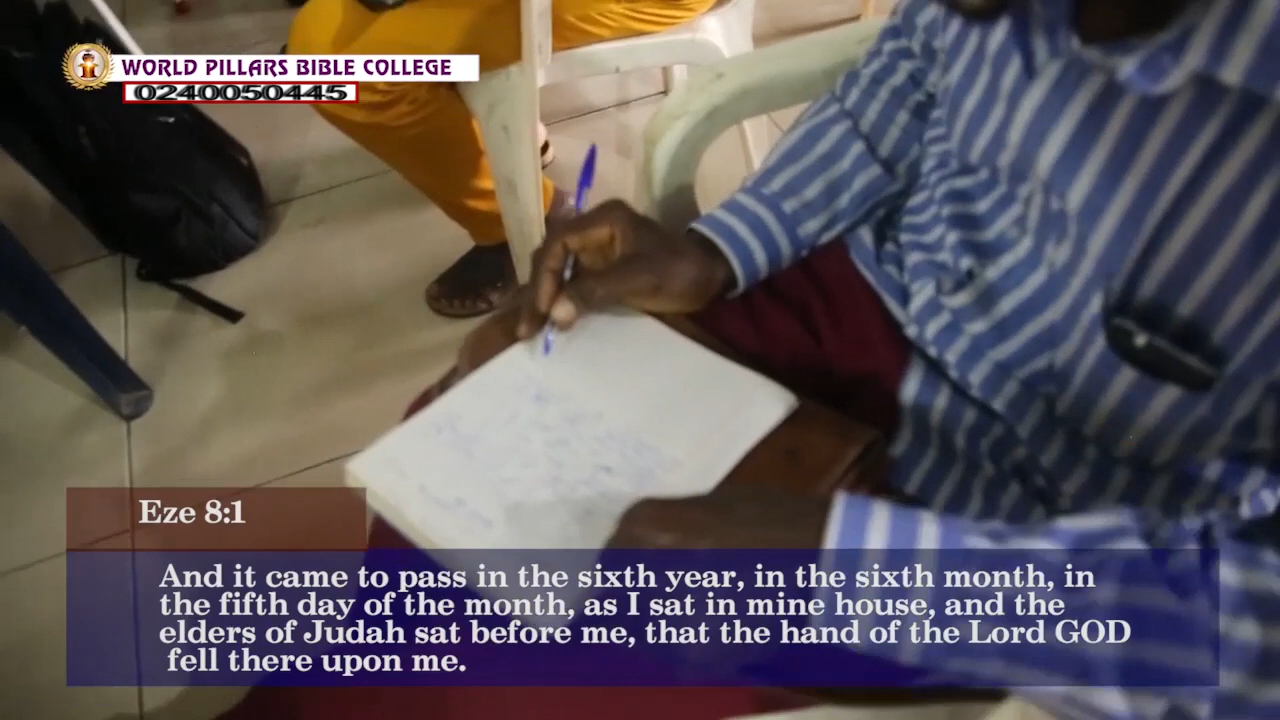 WORLD PILLARS BIBLE COLLEGE
0240050445
Eze 8:1
And it came to pass in the sixth year, in the sixth month, in
the fifth day of the month, as I sat in mine house, and the
elders of Judah sat before me, that the hand of the Lord GOD
fell there upon me.